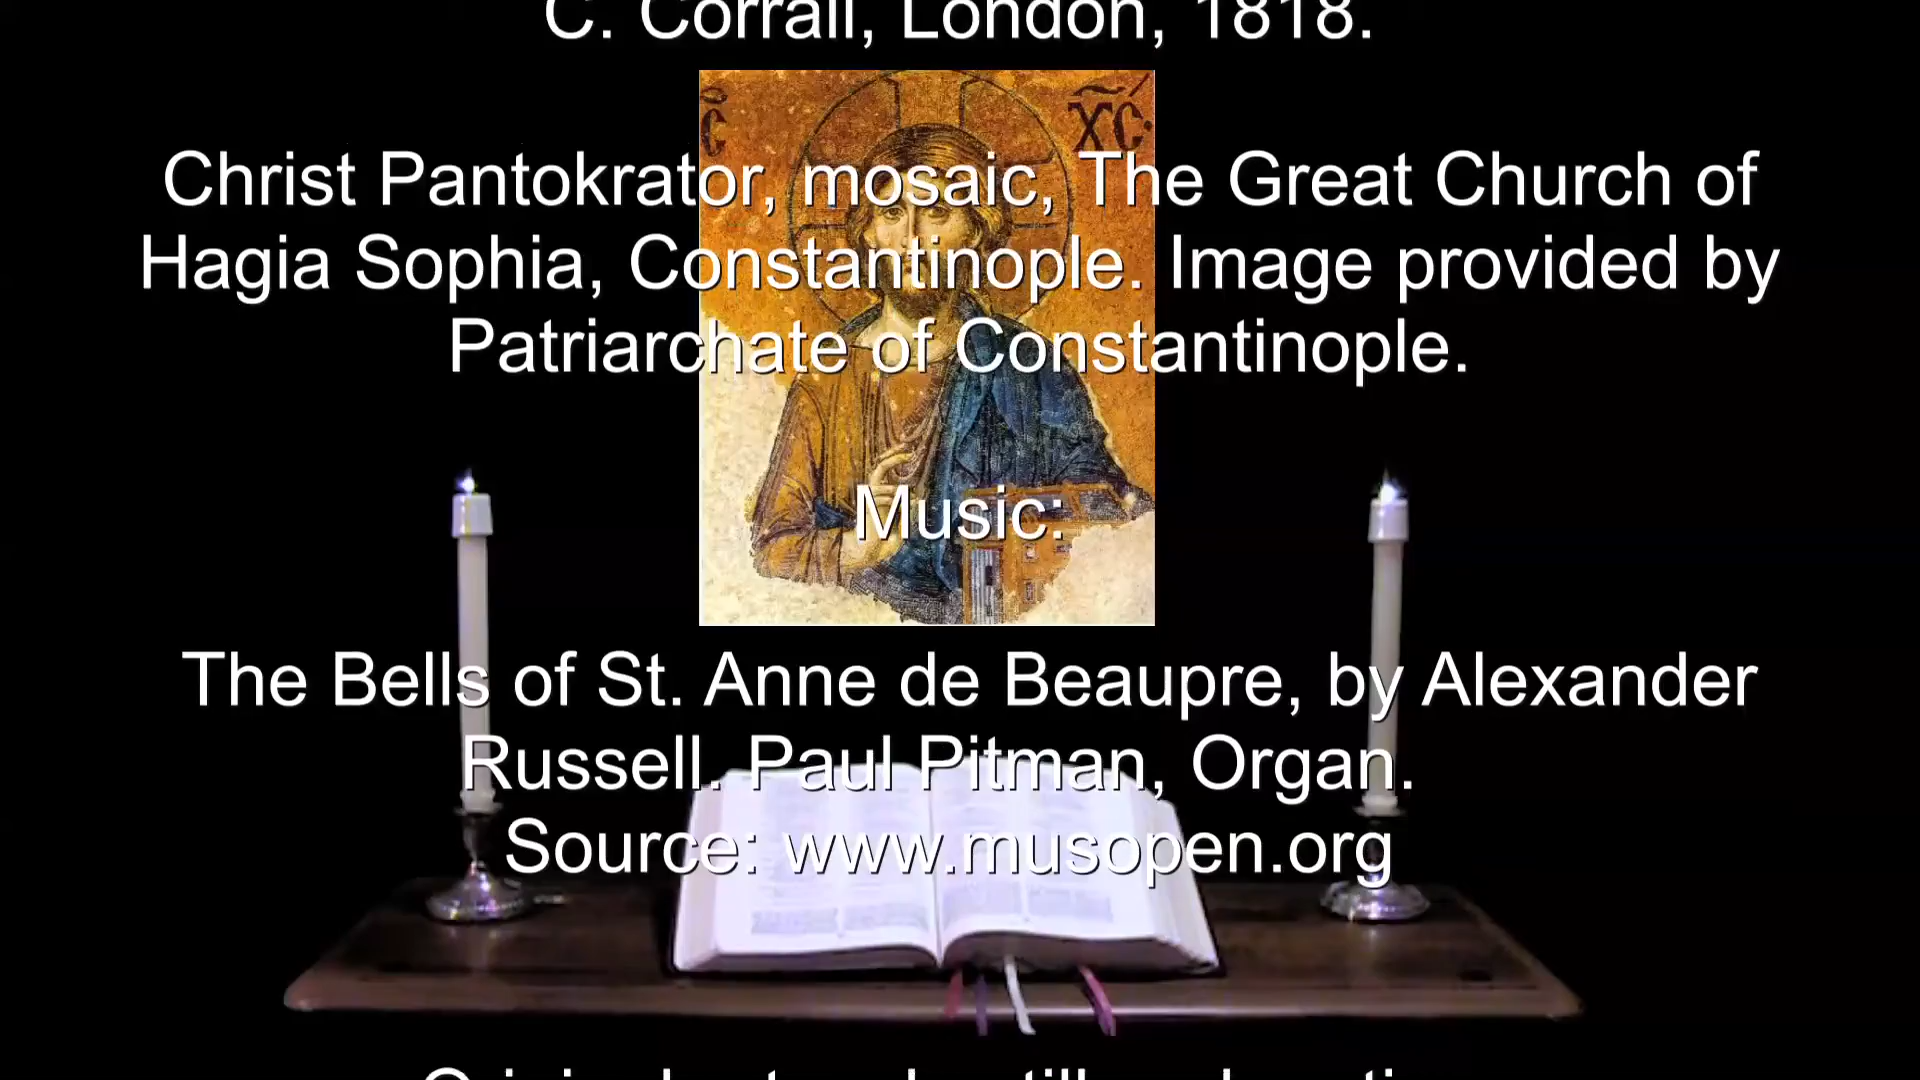 C. Corrall, London, 1818.
Christ Pantokrator, mosaic, The Great Church of
Hagia Sophia, Constantinople. Image provided by
Patriarchate of Constantinople.
Music:
The Bells of St. Anne de Beaupre, by Alexander
Russell. Paul Pitman, Organ.
Source: www.musopen.org